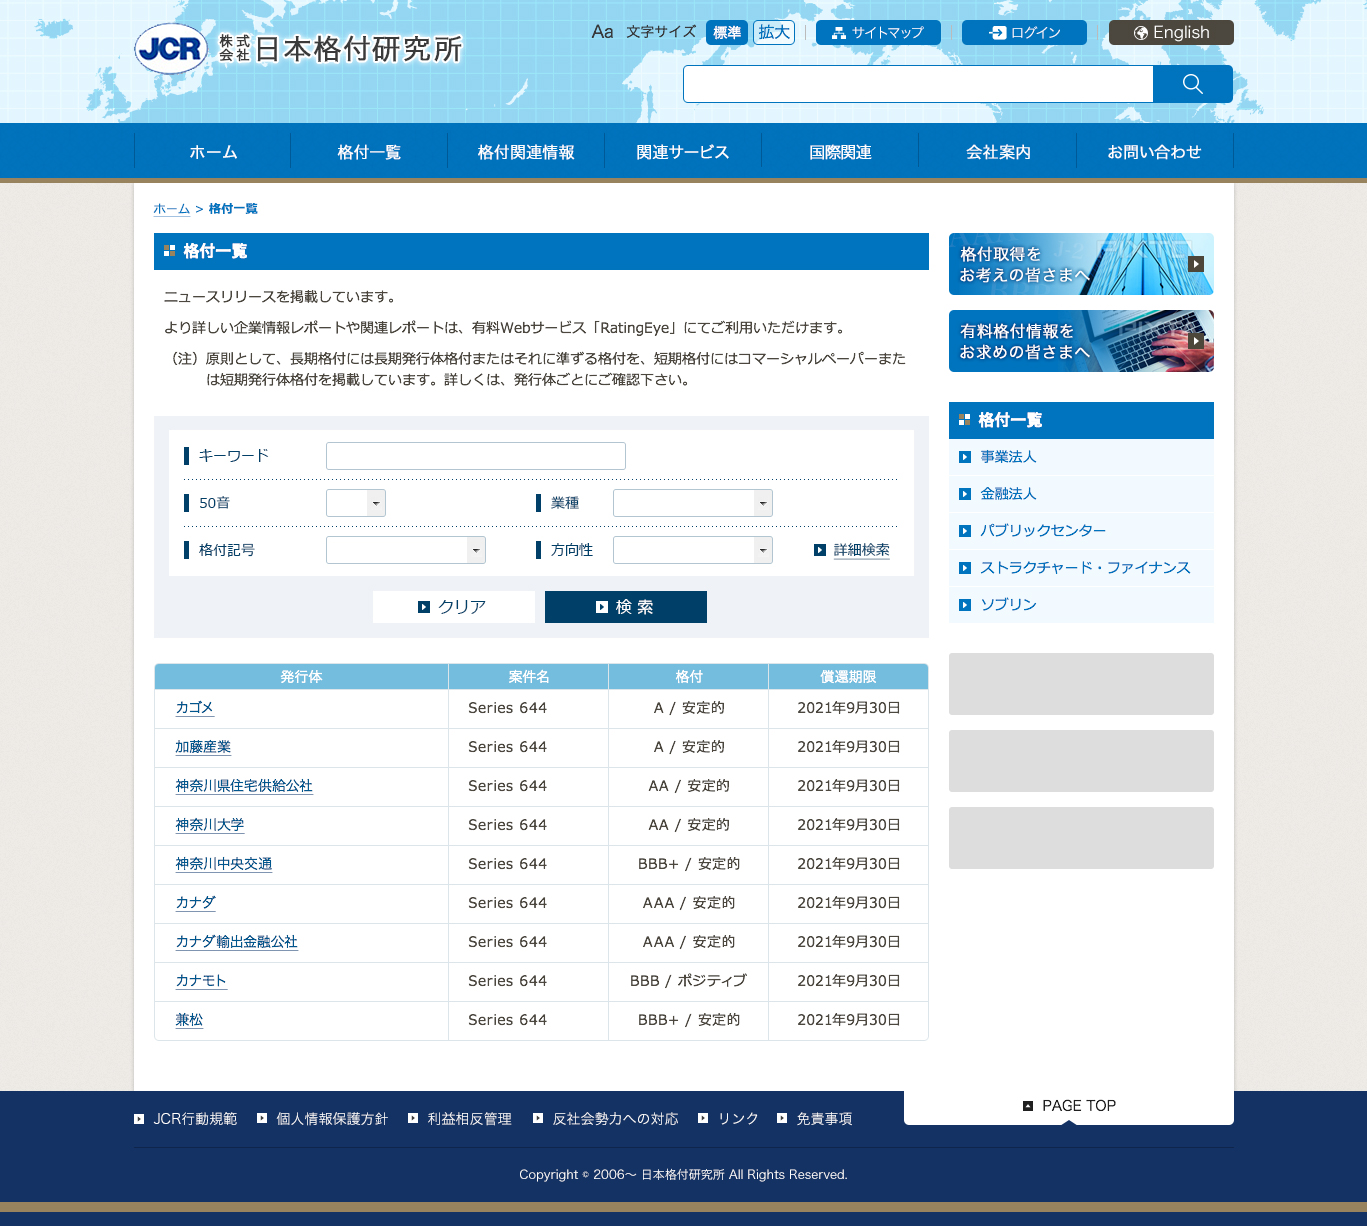 JCR 株式会社 日本格付研究所
Aa 文字サイズ 標準 拡大 サイトマップ ログイン English
ホーム 格付一覧 格付関連情報 関連サービス 国際関連 会社案内 お問い合わせ
ホーム > 格付一覧
格付一覧
ニュースリリースを掲載しています。
より詳しい企業情報レポートや関連レポートは、有料Webサービス「RatingEye」にてご利用いただけます。
（注）原則として、長期格付には長期発行体格付またはそれに準ずる格付を、短期格付にはコマーシャルペーパーまた
は短期発行体格付を掲載しています。詳しくは、発行体ごとにご確認下さい。
キーワード
50音 業種
格付記号 方向性 詳細検索
クリア 検索
発行体 案件名 格付 償還期限
カゴメ Series 644 A / 安定的 2021年9月30日
加藤産業 Series 644 A / 安定的 2021年9月30日
神奈川県住宅供給公社 Series 644 AA / 安定的 2021年9月30日
神奈川大学 Series 644 AA / 安定的 2021年9月30日
神奈川中央交通 Series 644 BBB+ / 安定的 2021年9月30日
カナダ Series 644 AAA / 安定的 2021年9月30日
カナダ輸出金融公社 Series 644 AAA / 安定的 2021年9月30日
カナモト Series 644 BBB / ポジティブ 2021年9月30日
兼松 Series 644 BBB+ / 安定的 2021年9月30日
格付取得を
お考えの皆さまへ
有料格付情報を
お求めの皆さまへ
格付一覧
事業法人
金融法人
パブリックセンター
ストラクチャード・ファイナンス
ソブリン
JCR行動規範 個人情報保護方針 利益相反管理 反社会勢力への対応 リンク 免責事項
PAGE TOP
Copyright © 2006～ 日本格付研究所 All Rights Reserved.